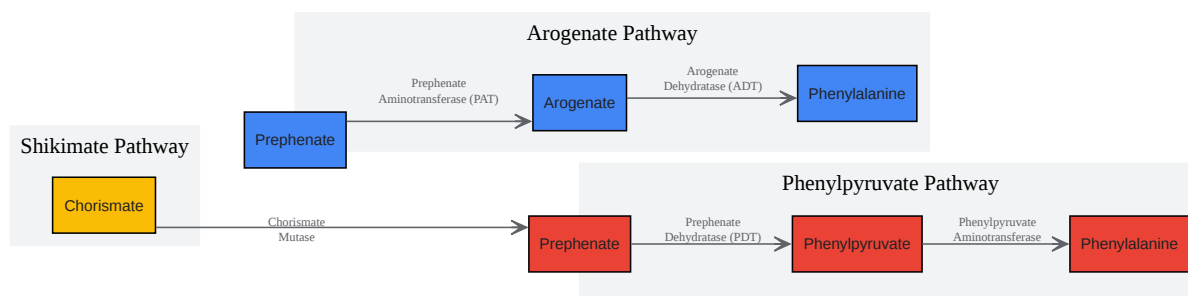 Arogenate Pathway
Prephenate
Aminotransferase (PAT)
Arogenate
Dehydratase (ADT)
Prephenate
Arogenate
Phenylalanine
Shikimate Pathway
Chorismate
Chorismate
Mutase
Phenylpyruvate Pathway
Prephenate
Prephenate
Dehydratase (PDT)
Phenylpyruvate
Phenylpyruvate
Aminotransferase
Phenylalanine